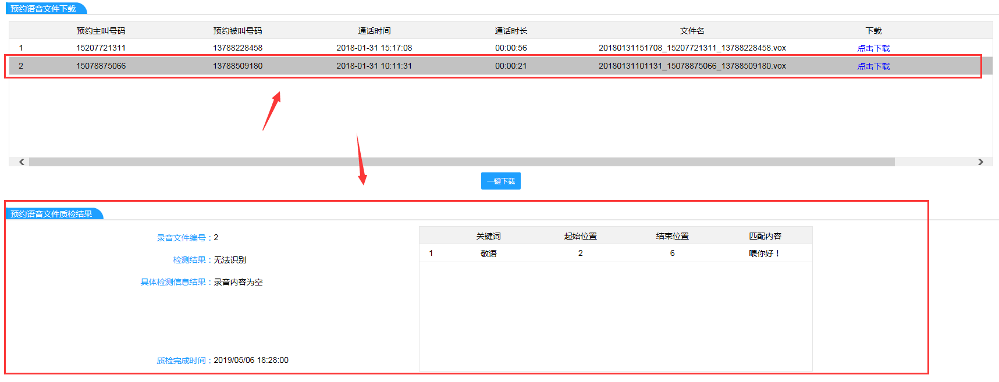 预约语音文件下载
预约主叫号码 预约被叫号码 通话时间 通话时长 文件名 下载
1 15207721311 13788228458 2018-01-31 15:17:08 00:00:56 20180131151708_15207721311_13788228458.vox 点击下载
2 15078875066 13788509180 2018-01-31 10:11:31 00:00:21 20180131101131_15078875066_13788509180.vox 点击下载
一键下载
预约语音文件质检结果
录音文件编号：2
检测结果：无法识别
具体检测信息结果：录音内容为空
质检完成时间：2019/05/06 18:28:00
关键词 起始位置 结束位置 匹配内容
1 敬语 2 6 喂你好！